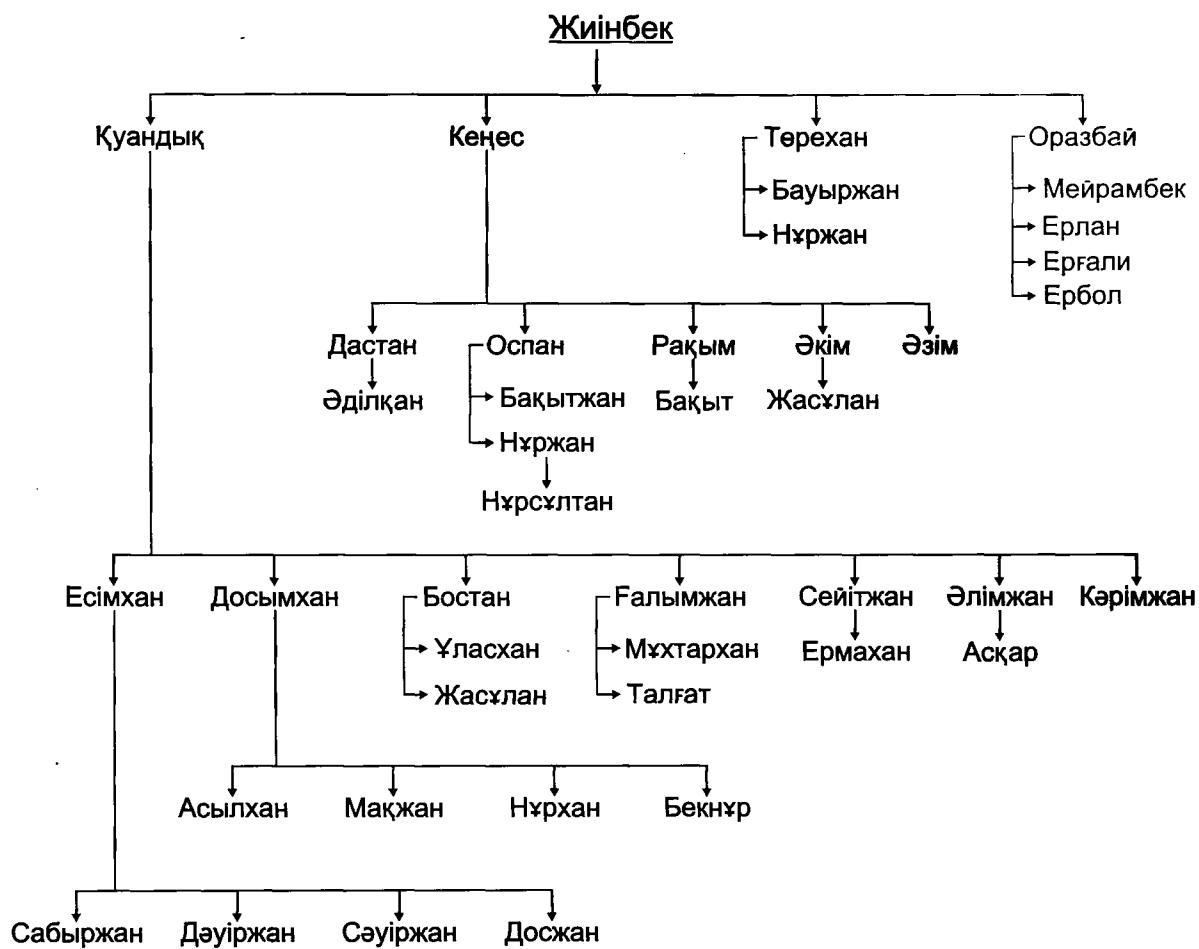 Жиінбек
Қуандық Кеңес Төрехан Оразбай
Бауыржан Мейрамбек
Нұржан Ерлан
Ерғали
Ербол
Дастан Оспан Рақым Әкім Әзім
Әділқан Бақытжан Бақыт Жасұлан
Нұржан
Нұрсұлтан
Есімхан Досымхан Бостан Ғалымжан Сейітжан Әлімжан Кәрімжан
Ұласхан Мұхтархан Ермахан Асқар
Жасұлан Талғат
Асылхан Мақжан Нұрхан Бекнұр
Сабыржан Дәуіржан Сәуіржан Досжан